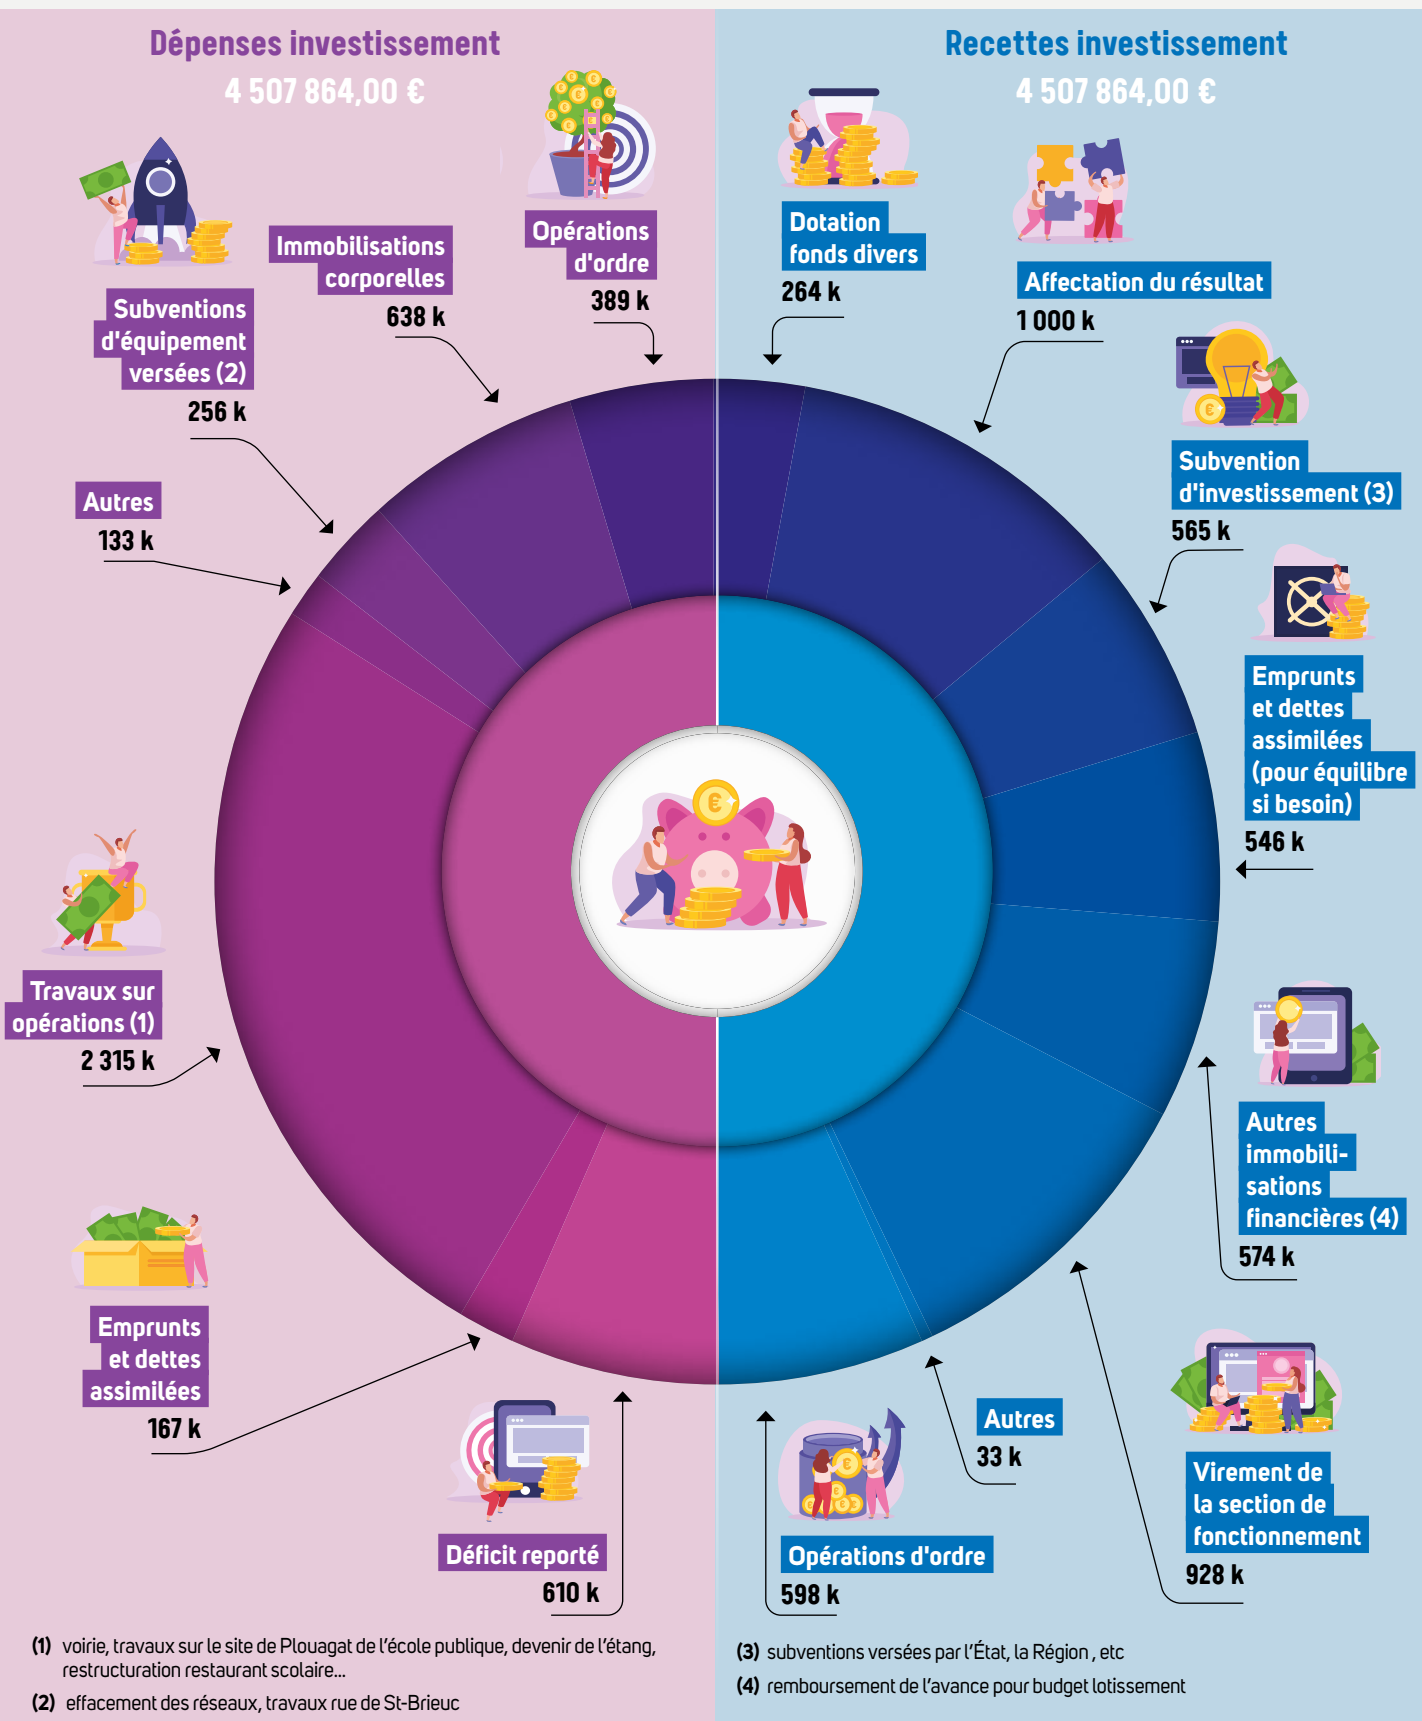 Dépenses investissement
4 507 864,00 €
Opérations
d'ordre
389 k
Immobilisations
corporelles
638 k
Subventions
d'équipement
versées (2)
256 k
Autres
133 k
Travaux sur
opérations (1)
2 315 k
Emprunts
et dettes
assimilées
167 k
Déficit reporté
610 k
(1) voirie, travaux sur le site de Plouagat de l'école publique, devenir de l'étang,
restructuration restaurant scolaire...
(2) effacement des réseaux, travaux rue de St-Brieuc
Recettes investissement
4 507 864,00 €
Dotation
fonds divers
264 k
Affectation du résultat
1 000 k
Subvention
d'investissement (3)
565 k
Emprunts
et dettes
assimilées
(pour équilibre
si besoin)
546 k
Autres
immobili-
sations
financières (4)
574 k
Virement de
la section de
fonctionnement
928 k
Autres
33 k
Opérations d'ordre
598 k
(3) subventions versées par l'État, la Région , etc
(4) remboursement de l'avance pour budget lotissement